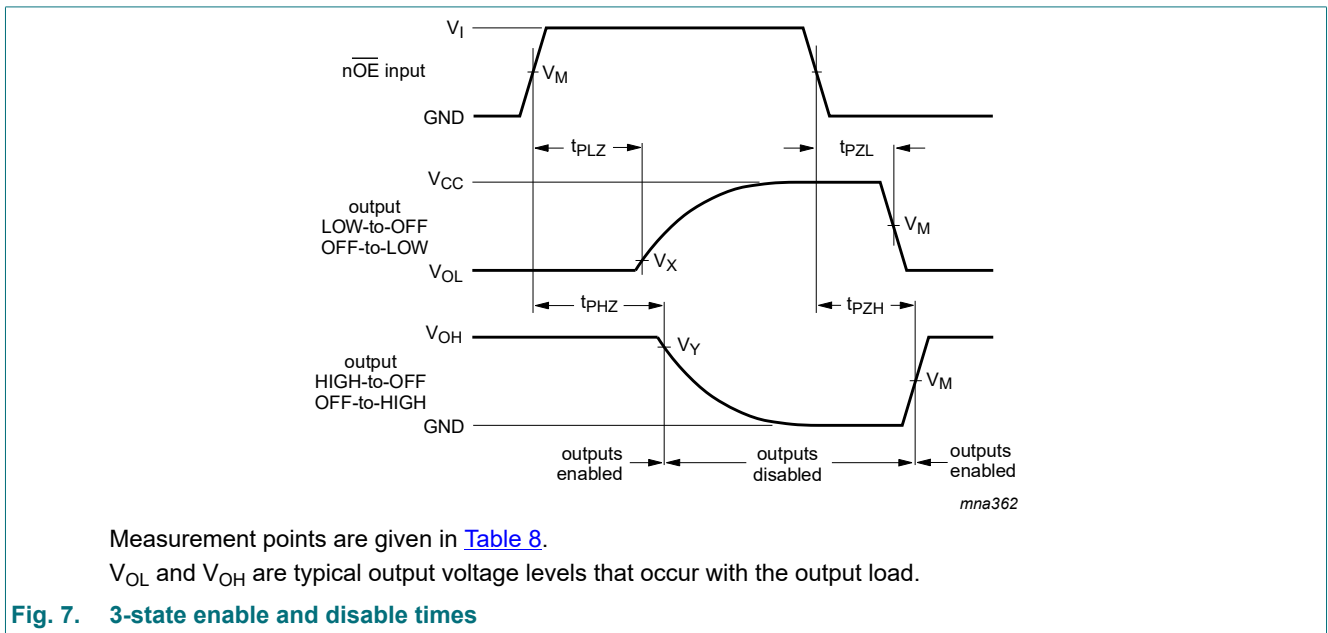 V_I
nO̅E̅ input
V_M
GND
t_PLZ
t_PZL
V_CC
output
LOW-to-OFF
OFF-to-LOW
V_M
V_X
V_OL
t_PHZ
t_PZH
V_OH
V_Y
output
HIGH-to-OFF
OFF-to-HIGH
V_M
GND
outputs
enabled
outputs
disabled
outputs
enabled
mna362
Measurement points are given in Table 8.
V_OL and V_OH are typical output voltage levels that occur with the output load.
Fig. 7. 3-state enable and disable times